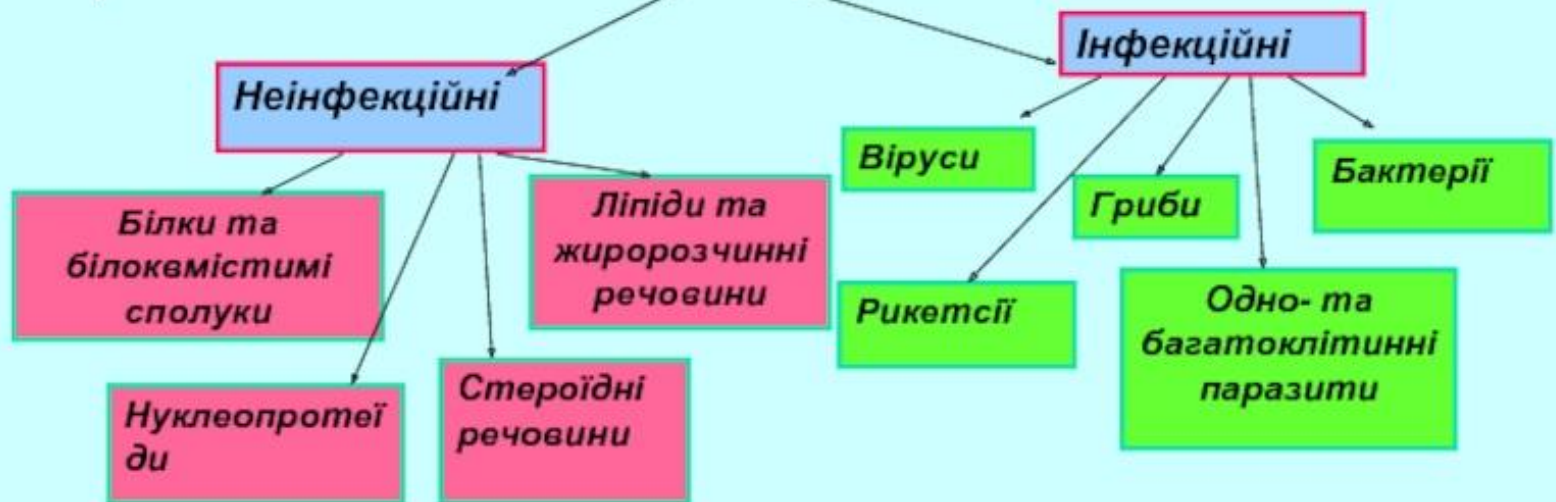 Неінфекційні
Інфекційні
Білки та
білоквмістимі
сполуки
Ліпіди та
жиророзчинні
речовини
Нуклеопротеї
ди
Стероїдні
речовини
Віруси
Гриби
Бактерії
Рикетсії
Одно- та
багатоклітинні
паразити